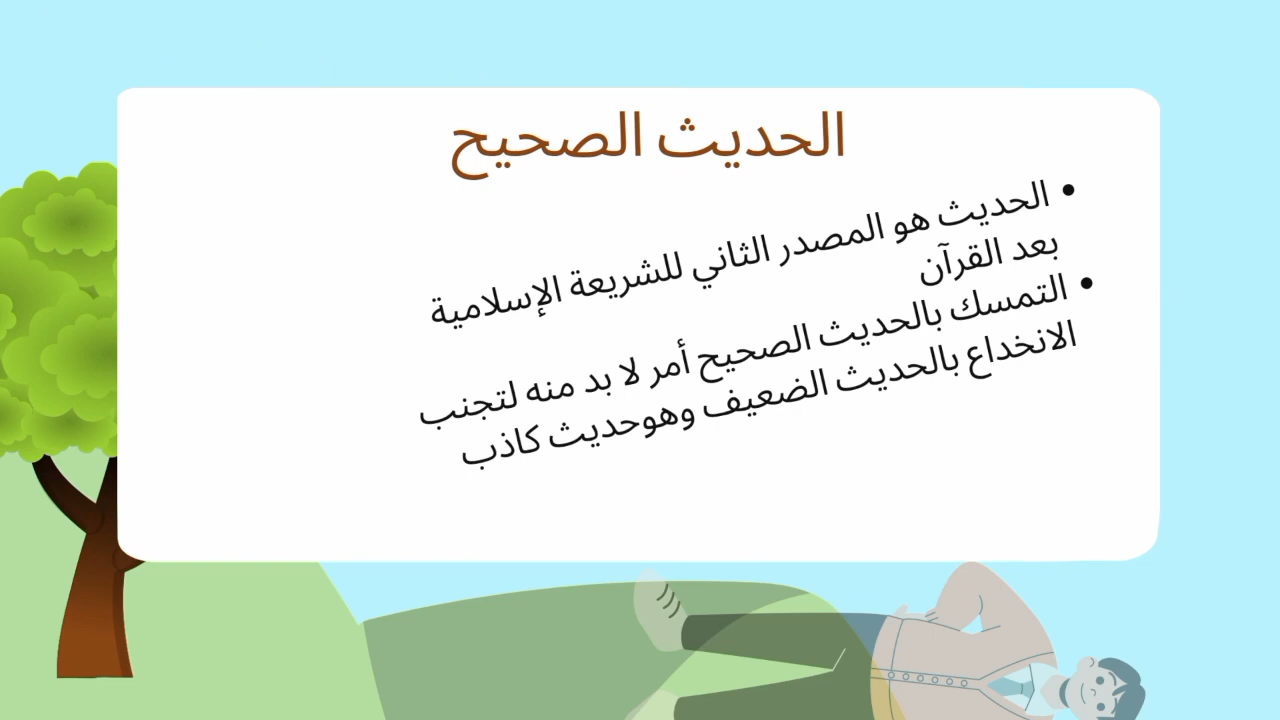 الحديث الصحيح
• الحديث هو المصدر الثاني للشريعة الإسلامية
بعد القرآن
• التمسك بالحديث الصحيح أمر لا بد منه لتجنب
الانخداع بالحديث الضعيف وهوحديث كاذب